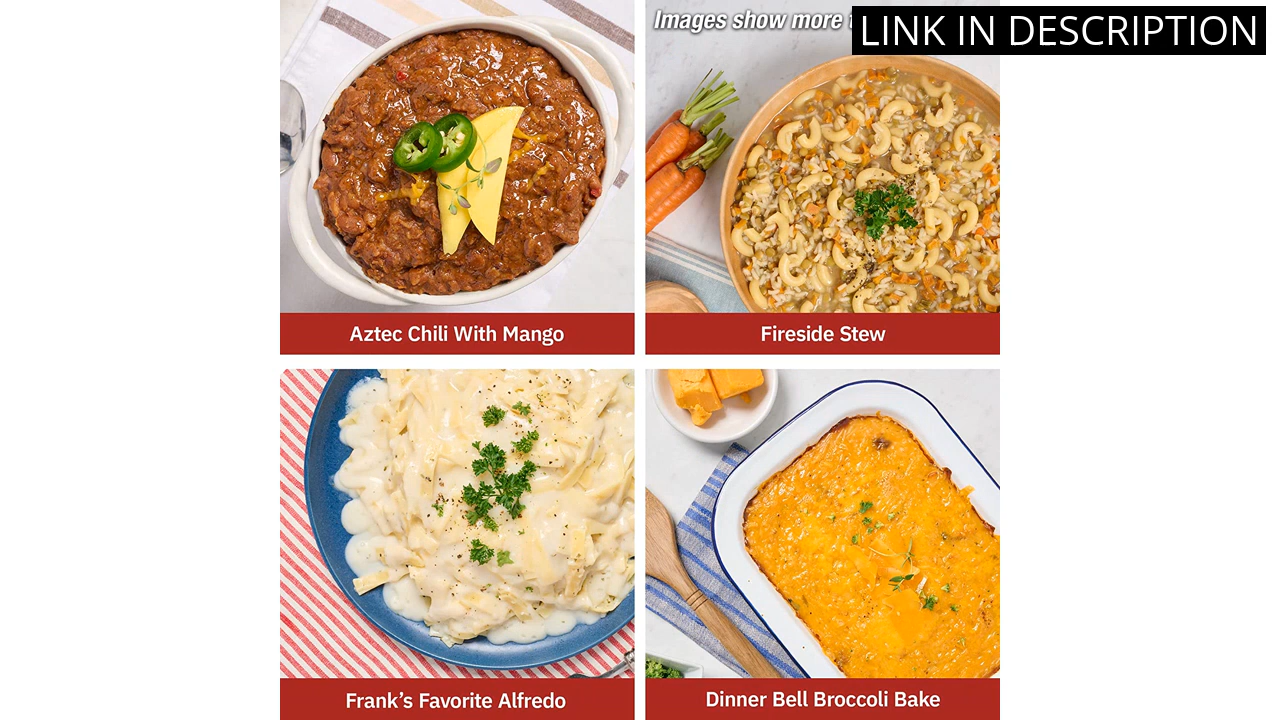 Images show more
LINK IN DESCRIPTION
Aztec Chili With Mango
Fireside Stew
Frank's Favorite Alfredo
Dinner Bell Broccoli Bake